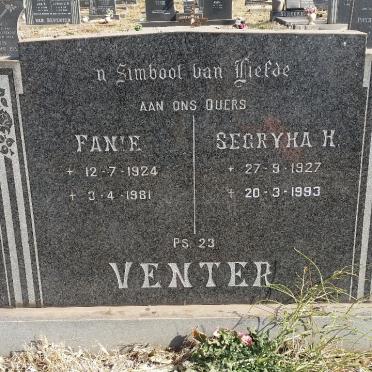 'n Simbool van Liefde
AAN ONS OUERS
FANIE
* 12-7-1924
† 3-4-1981
SEGRYHA H.
* 27-9-1927
† 20-3-1993
PS. 23
VENTER